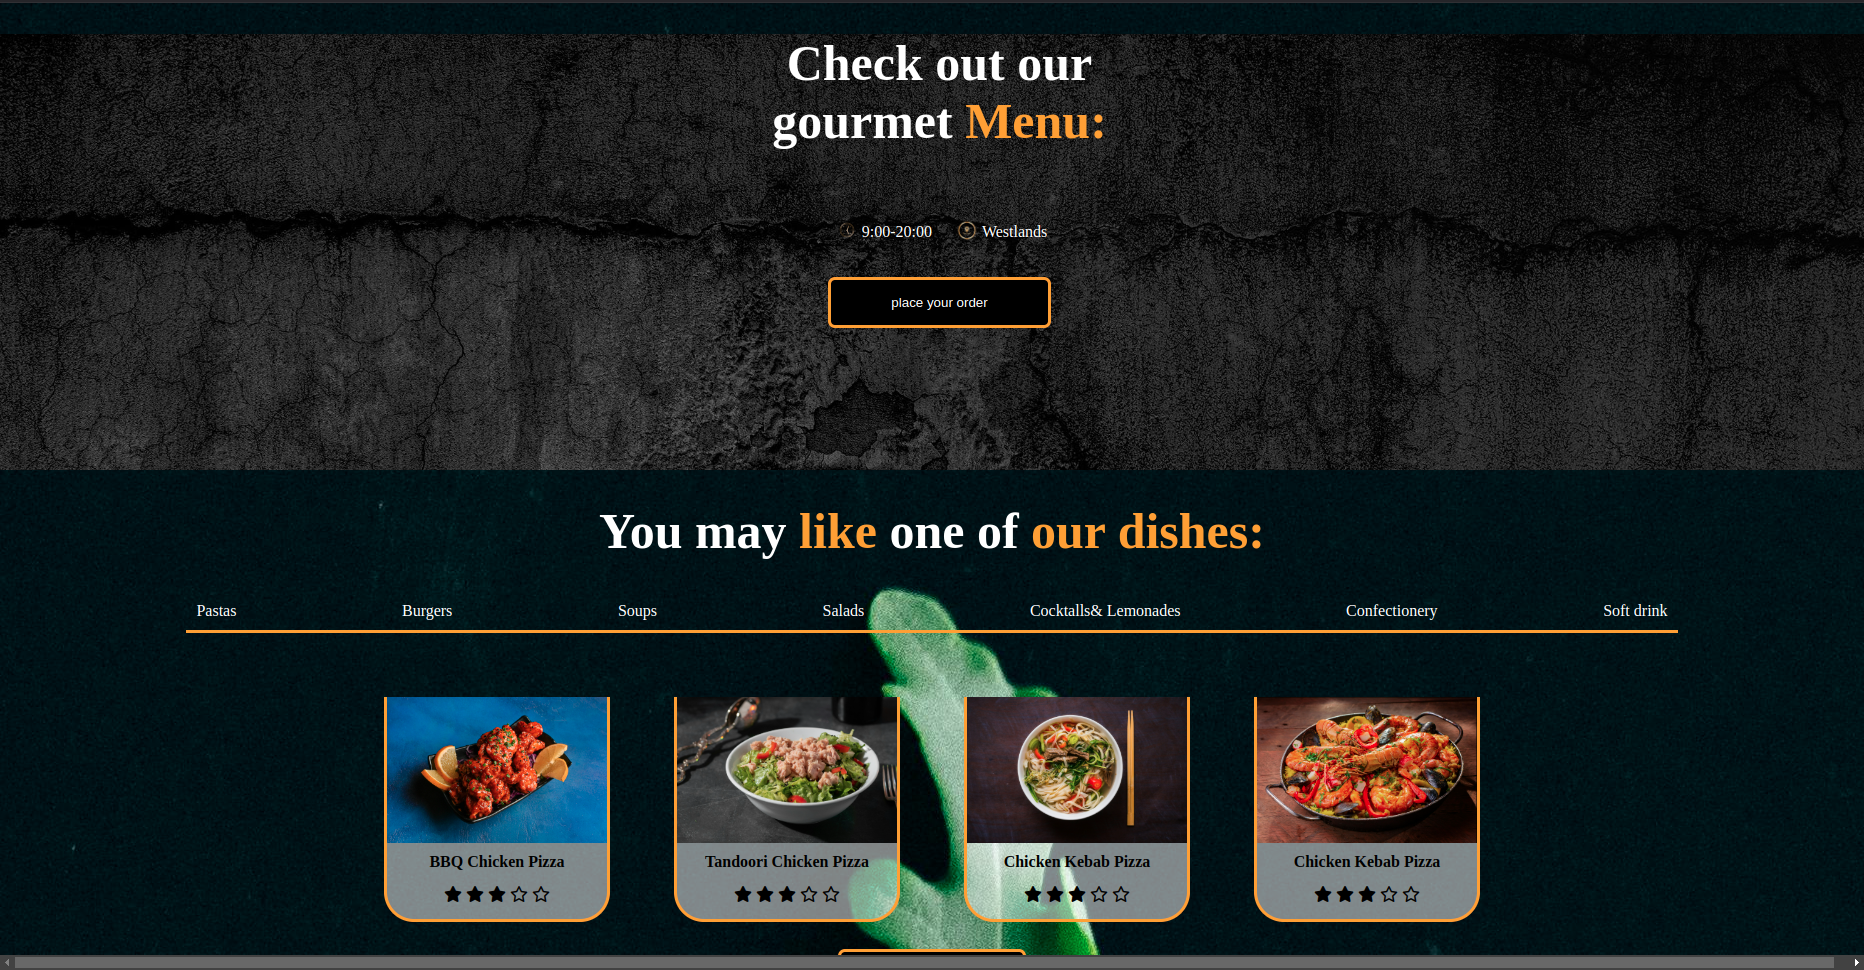 Check out our
gourmet Menu:
9:00-20:00 Westlands
place your order
You may like one of our dishes:
Pastas Burgers Soups Salads Cocktalls& Lemonades Confectionery Soft drink
BBQ Chicken Pizza Tandoori Chicken Pizza Chicken Kebab Pizza Chicken Kebab Pizza